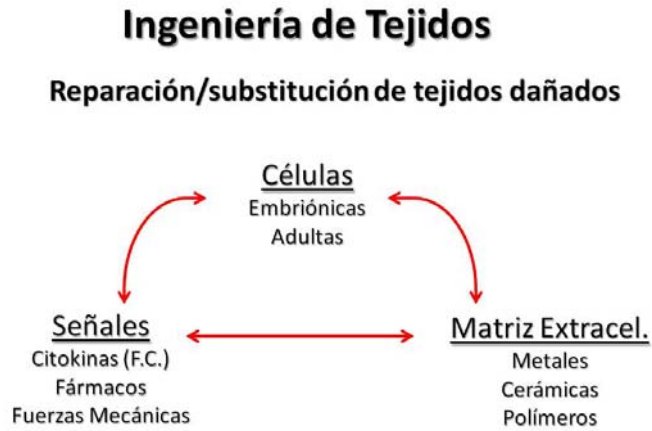 Ingeniería de Tejidos
Reparación/substitución de tejidos dañados
Células
Embriónicas
Adultas
Señales
Citokinas (F.C.)
Fármacos
Fuerzas Mecánicas
Matriz Extracel.
Metales
Cerámicas
Polímeros